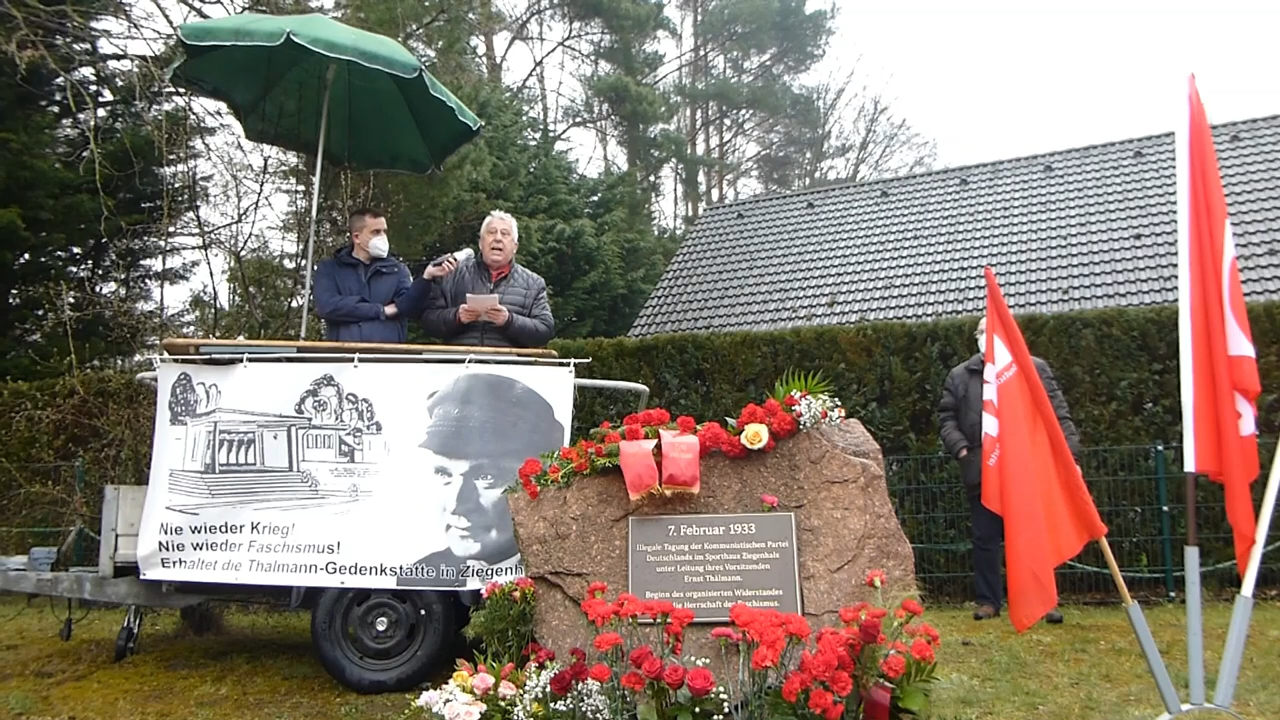 Nie wieder Krieg!
Nie wieder Faschismus!
Erhaltet die Thälmann-Gedenkstätte in Ziegenh
7. Februar 1933
Illegale Tagung der Kommunistischen Partei
Deutschlands im Sporthaus Ziegenhals
unter Leitung ihres Vorsitzenden
Ernst Thälmann.
Beginn des organisierten Widerstandes
die Herrschaft des Faschismus.